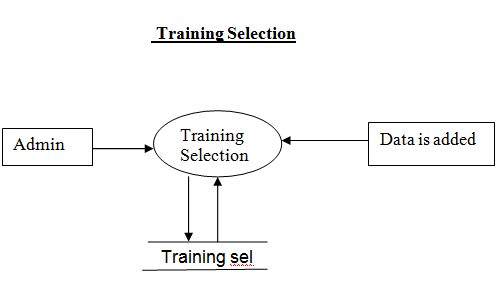 Training Selection
Admin
Training
Selection
Data is added
Training sel